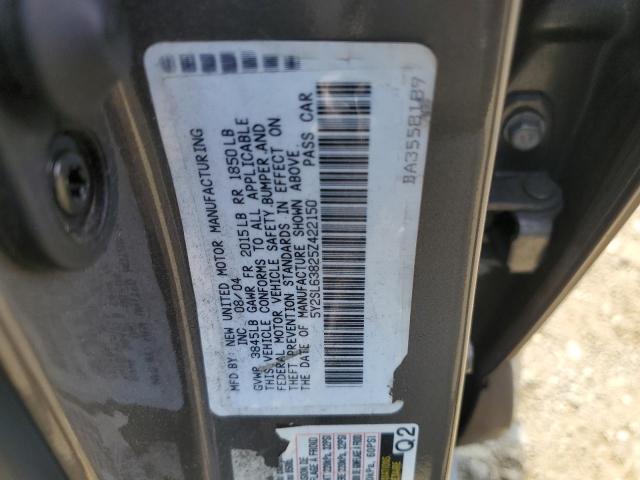 MFD BY: NEW UNITED MOTOR MANUFACTURING
INC 08/04
GVWR 3845LB GAWR FR 2015LB RR 1850LB
THIS VEHICLE CONFORMS TO ALL APPLICABLE
FEDERAL MOTOR VEHICLE SAFETY, BUMPER, AND
THEFT PREVENTION STANDARDS IN EFFECT ON
THE DATE OF MANUFACTURE SHOWN ABOVE.
5Y2SL63825Z422150 PASS CAR
Q2
60PSI